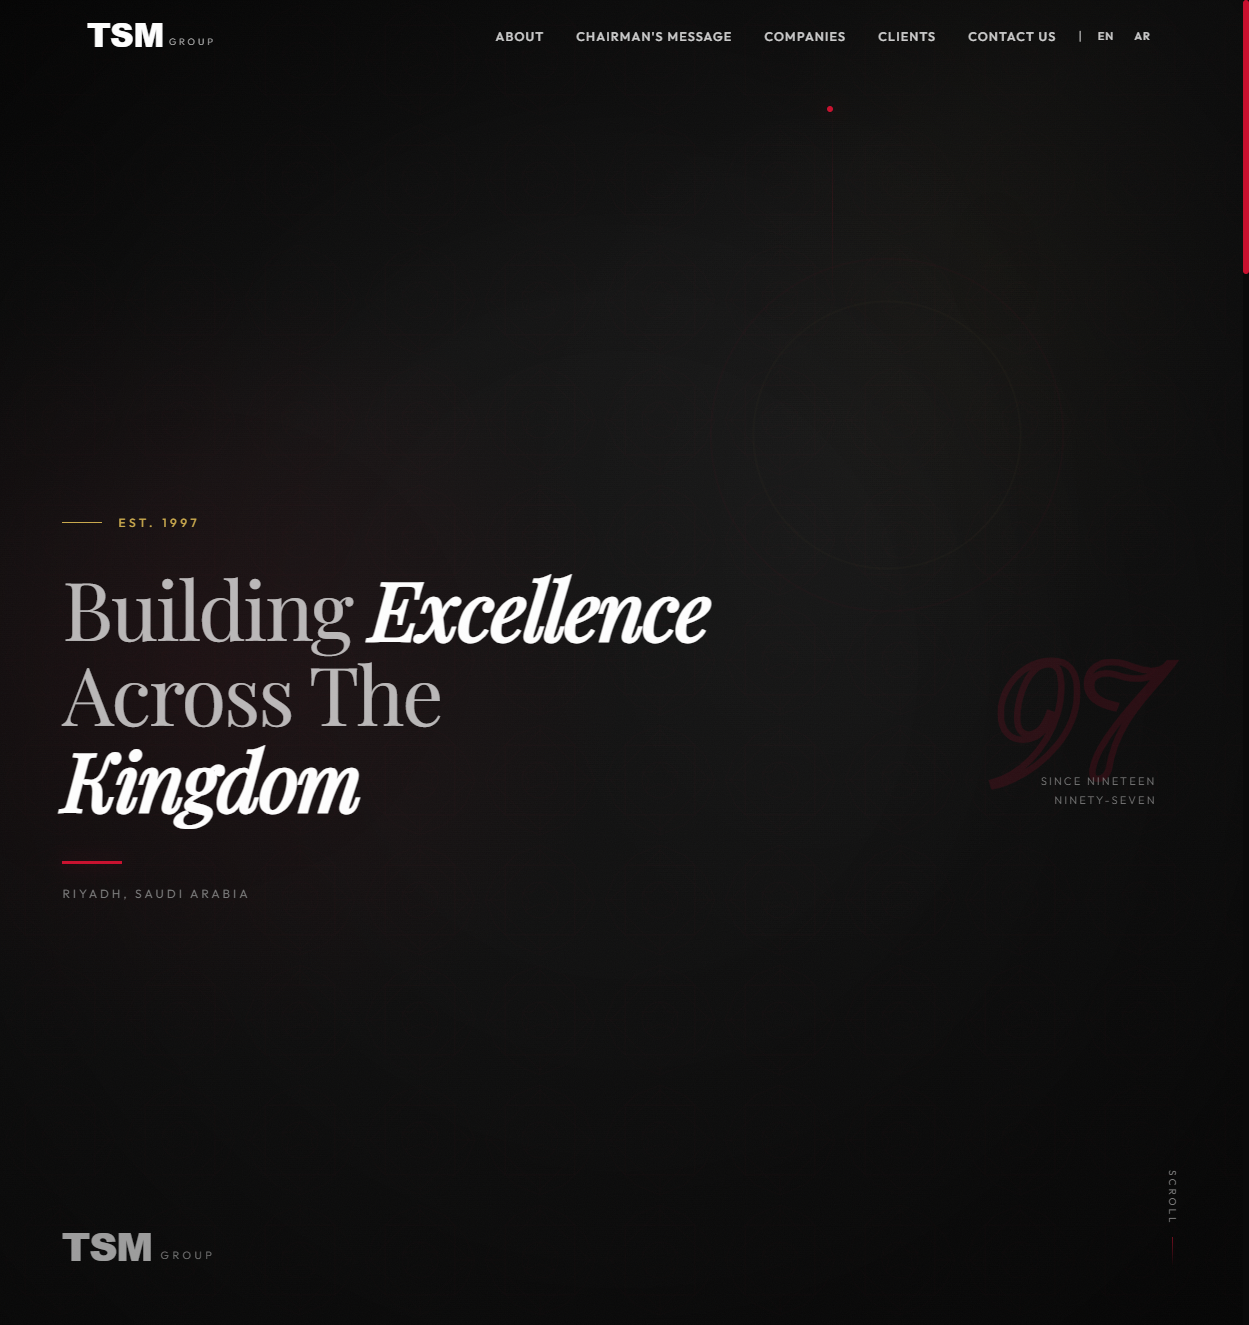 TSM GROUP
ABOUT CHAIRMAN'S MESSAGE COMPANIES CLIENTS CONTACT US | EN AR
EST. 1997
Building Excellence
Across The
Kingdom
RIYADH, SAUDI ARABIA
97
SINCE NINETEEN
NINETY-SEVEN
SCROLL
TSM GROUP